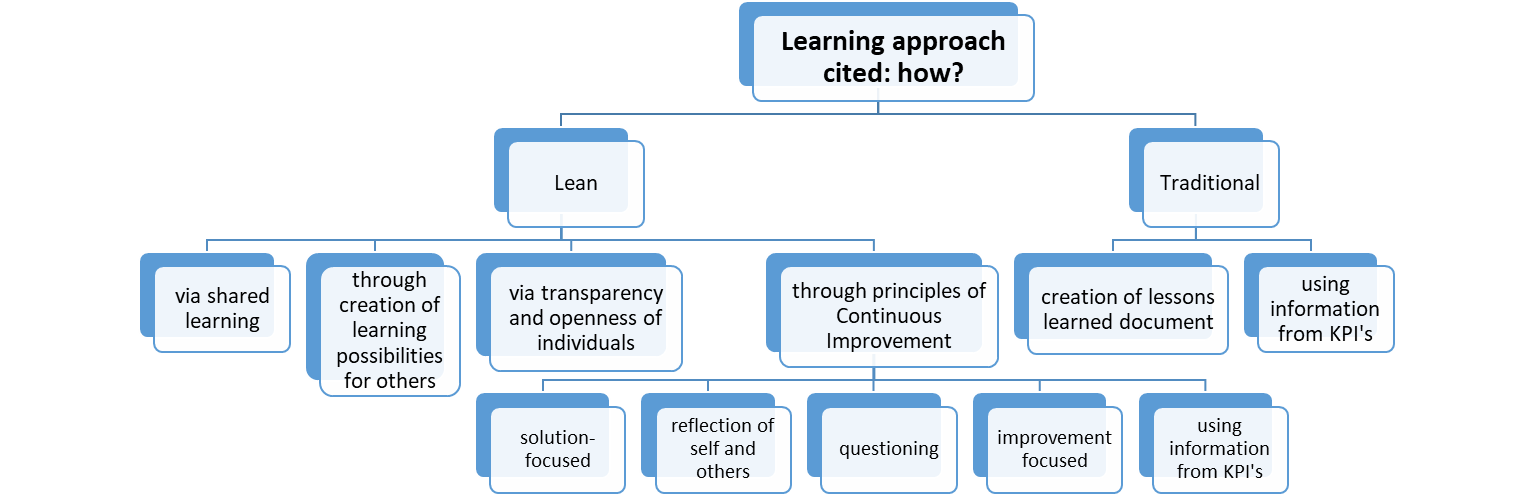 Learning approach
cited: how?
Lean
Traditional
via shared
learning
through
creation of
learning
possibilities
for others
via transparency
and openness of
individuals
through principles of
Continuous
Improvement
creation of lessons
learned document
using
information
from KPI's
solution-
focused
reflection of
self and
others
questioning
improvement
focused
using
information
from KPI's